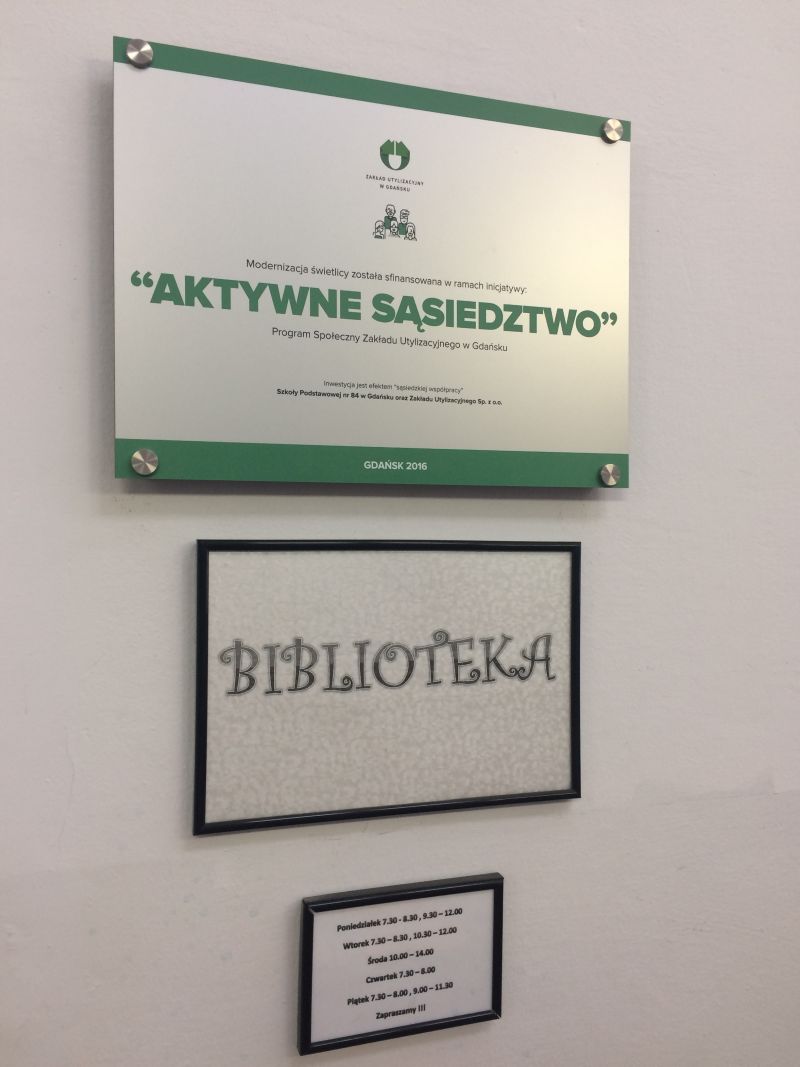 ZAKŁAD UTYLIZACYJNY
W GDAŃSKU
Modernizacja świetlicy została sfinansowana w ramach inicjatywy:
“AKTYWNE SĄSIEDZTWO”
Program Społeczny Zakładu Utylizacyjnego w Gdańsku
Inwestycja jest efektem "sąsiedzkiej współpracy"
Szkoły Podstawowej nr 84 w Gdańsku oraz Zakładu Utylizacyjnego Sp. z o.o.
GDAŃSK 2016
BIBLIOTEKA
Poniedziałek 7.30 - 8.30 , 9.30 – 12.00
Wtorek 7.30 – 8.30 , 10.30 – 12.00
Środa 10.00 – 14.00
Czwartek 7.30 – 8.00
Piątek 7.30 – 8.00 , 9.00 – 11.30
Zapraszamy !!!